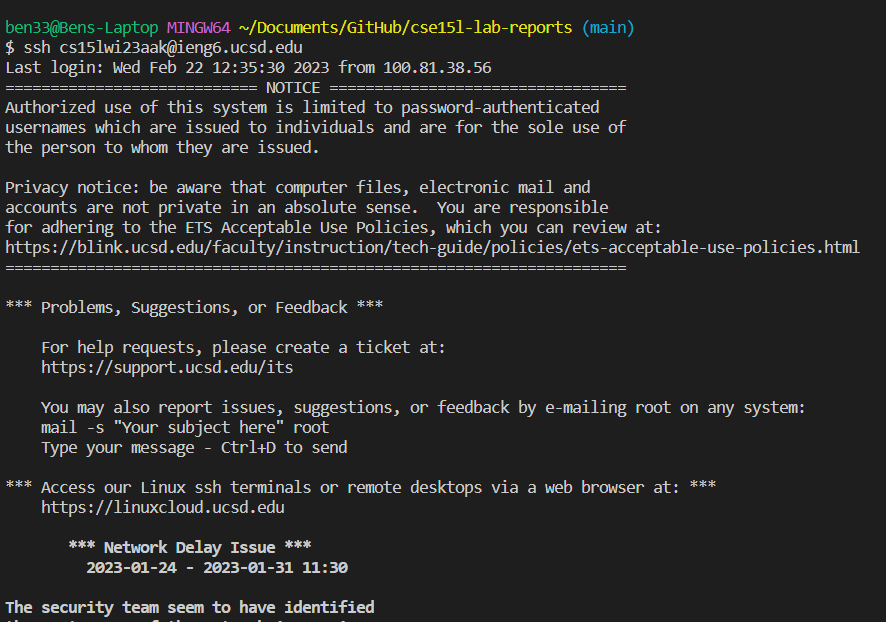 ben33@Bens-Laptop MINGW64 ~/Documents/GitHub/cse15l-lab-reports (main)
$ ssh cs15lwi23aak@ieng6.ucsd.edu
Last login: Wed Feb 22 12:35:30 2023 from 100.81.38.56
============================ NOTICE =================================
Authorized use of this system is limited to password-authenticated
usernames which are issued to individuals and are for the sole use of
the person to whom they are issued.

Privacy notice: be aware that computer files, electronic mail and
accounts are not private in an absolute sense.  You are responsible
for adhering to the ETS Acceptable Use Policies, which you can review at:
https://blink.ucsd.edu/faculty/instruction/tech-guide/policies/ets-acceptable-use-policies.html
=====================================================================

*** Problems, Suggestions, or Feedback ***

    For help requests, please create a ticket at:
    https://support.ucsd.edu/its

    You may also report issues, suggestions, or feedback by e-mailing root on any system:
    mail -s "Your subject here" root
    Type your message - Ctrl+D to send

*** Access our Linux ssh terminals or remote desktops via a web browser at: ***
    https://linuxcloud.ucsd.edu

       *** Network Delay Issue ***
         2023-01-24 - 2023-01-31 11:30

The security team seem to have identified